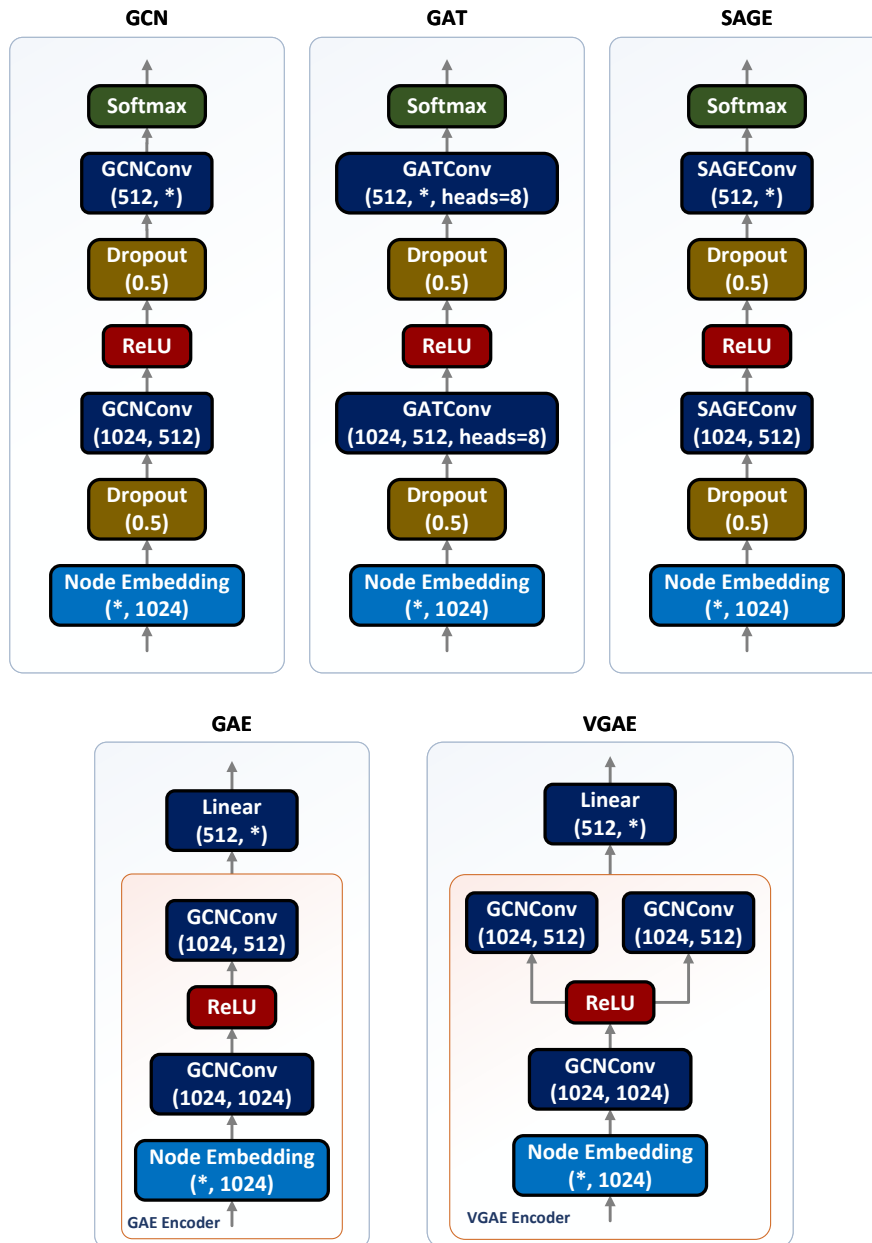 GCN
Softmax
GCNConv
(512, *)
Dropout
(0.5)
ReLU
GCNConv
(1024, 512)
Dropout
(0.5)
Node Embedding
(*, 1024)
GAT
Softmax
GATConv
(512, *, heads=8)
Dropout
(0.5)
ReLU
GATConv
(1024, 512, heads=8)
Dropout
(0.5)
Node Embedding
(*, 1024)
SAGE
Softmax
SAGEConv
(512, *)
Dropout
(0.5)
ReLU
SAGEConv
(1024, 512)
Dropout
(0.5)
Node Embedding
(*, 1024)
GAE
Linear
(512, *)
GCNConv
(1024, 512)
ReLU
GCNConv
(1024, 1024)
Node Embedding
(*, 1024)
GAE Encoder
VGAE
Linear
(512, *)
GCNConv
(1024, 512)
GCNConv
(1024, 512)
ReLU
GCNConv
(1024, 1024)
Node Embedding
(*, 1024)
VGAE Encoder